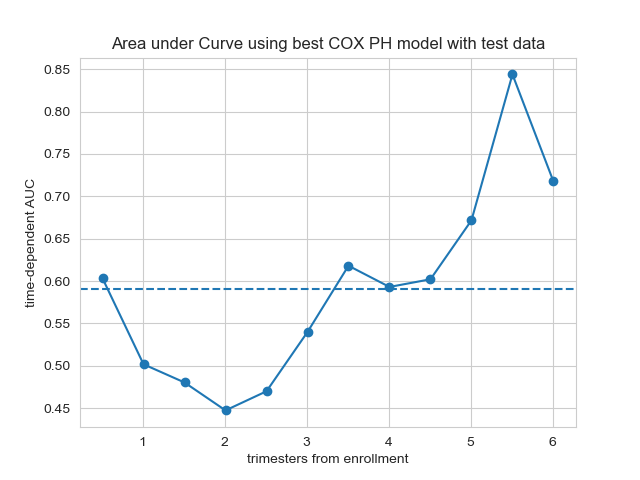 Area under Curve using best COX PH model with test data
time-dependent AUC
0.85
0.80
0.75
0.70
0.65
0.60
0.55
0.50
0.45
1 2 3 4 5 6
trimesters from enrollment